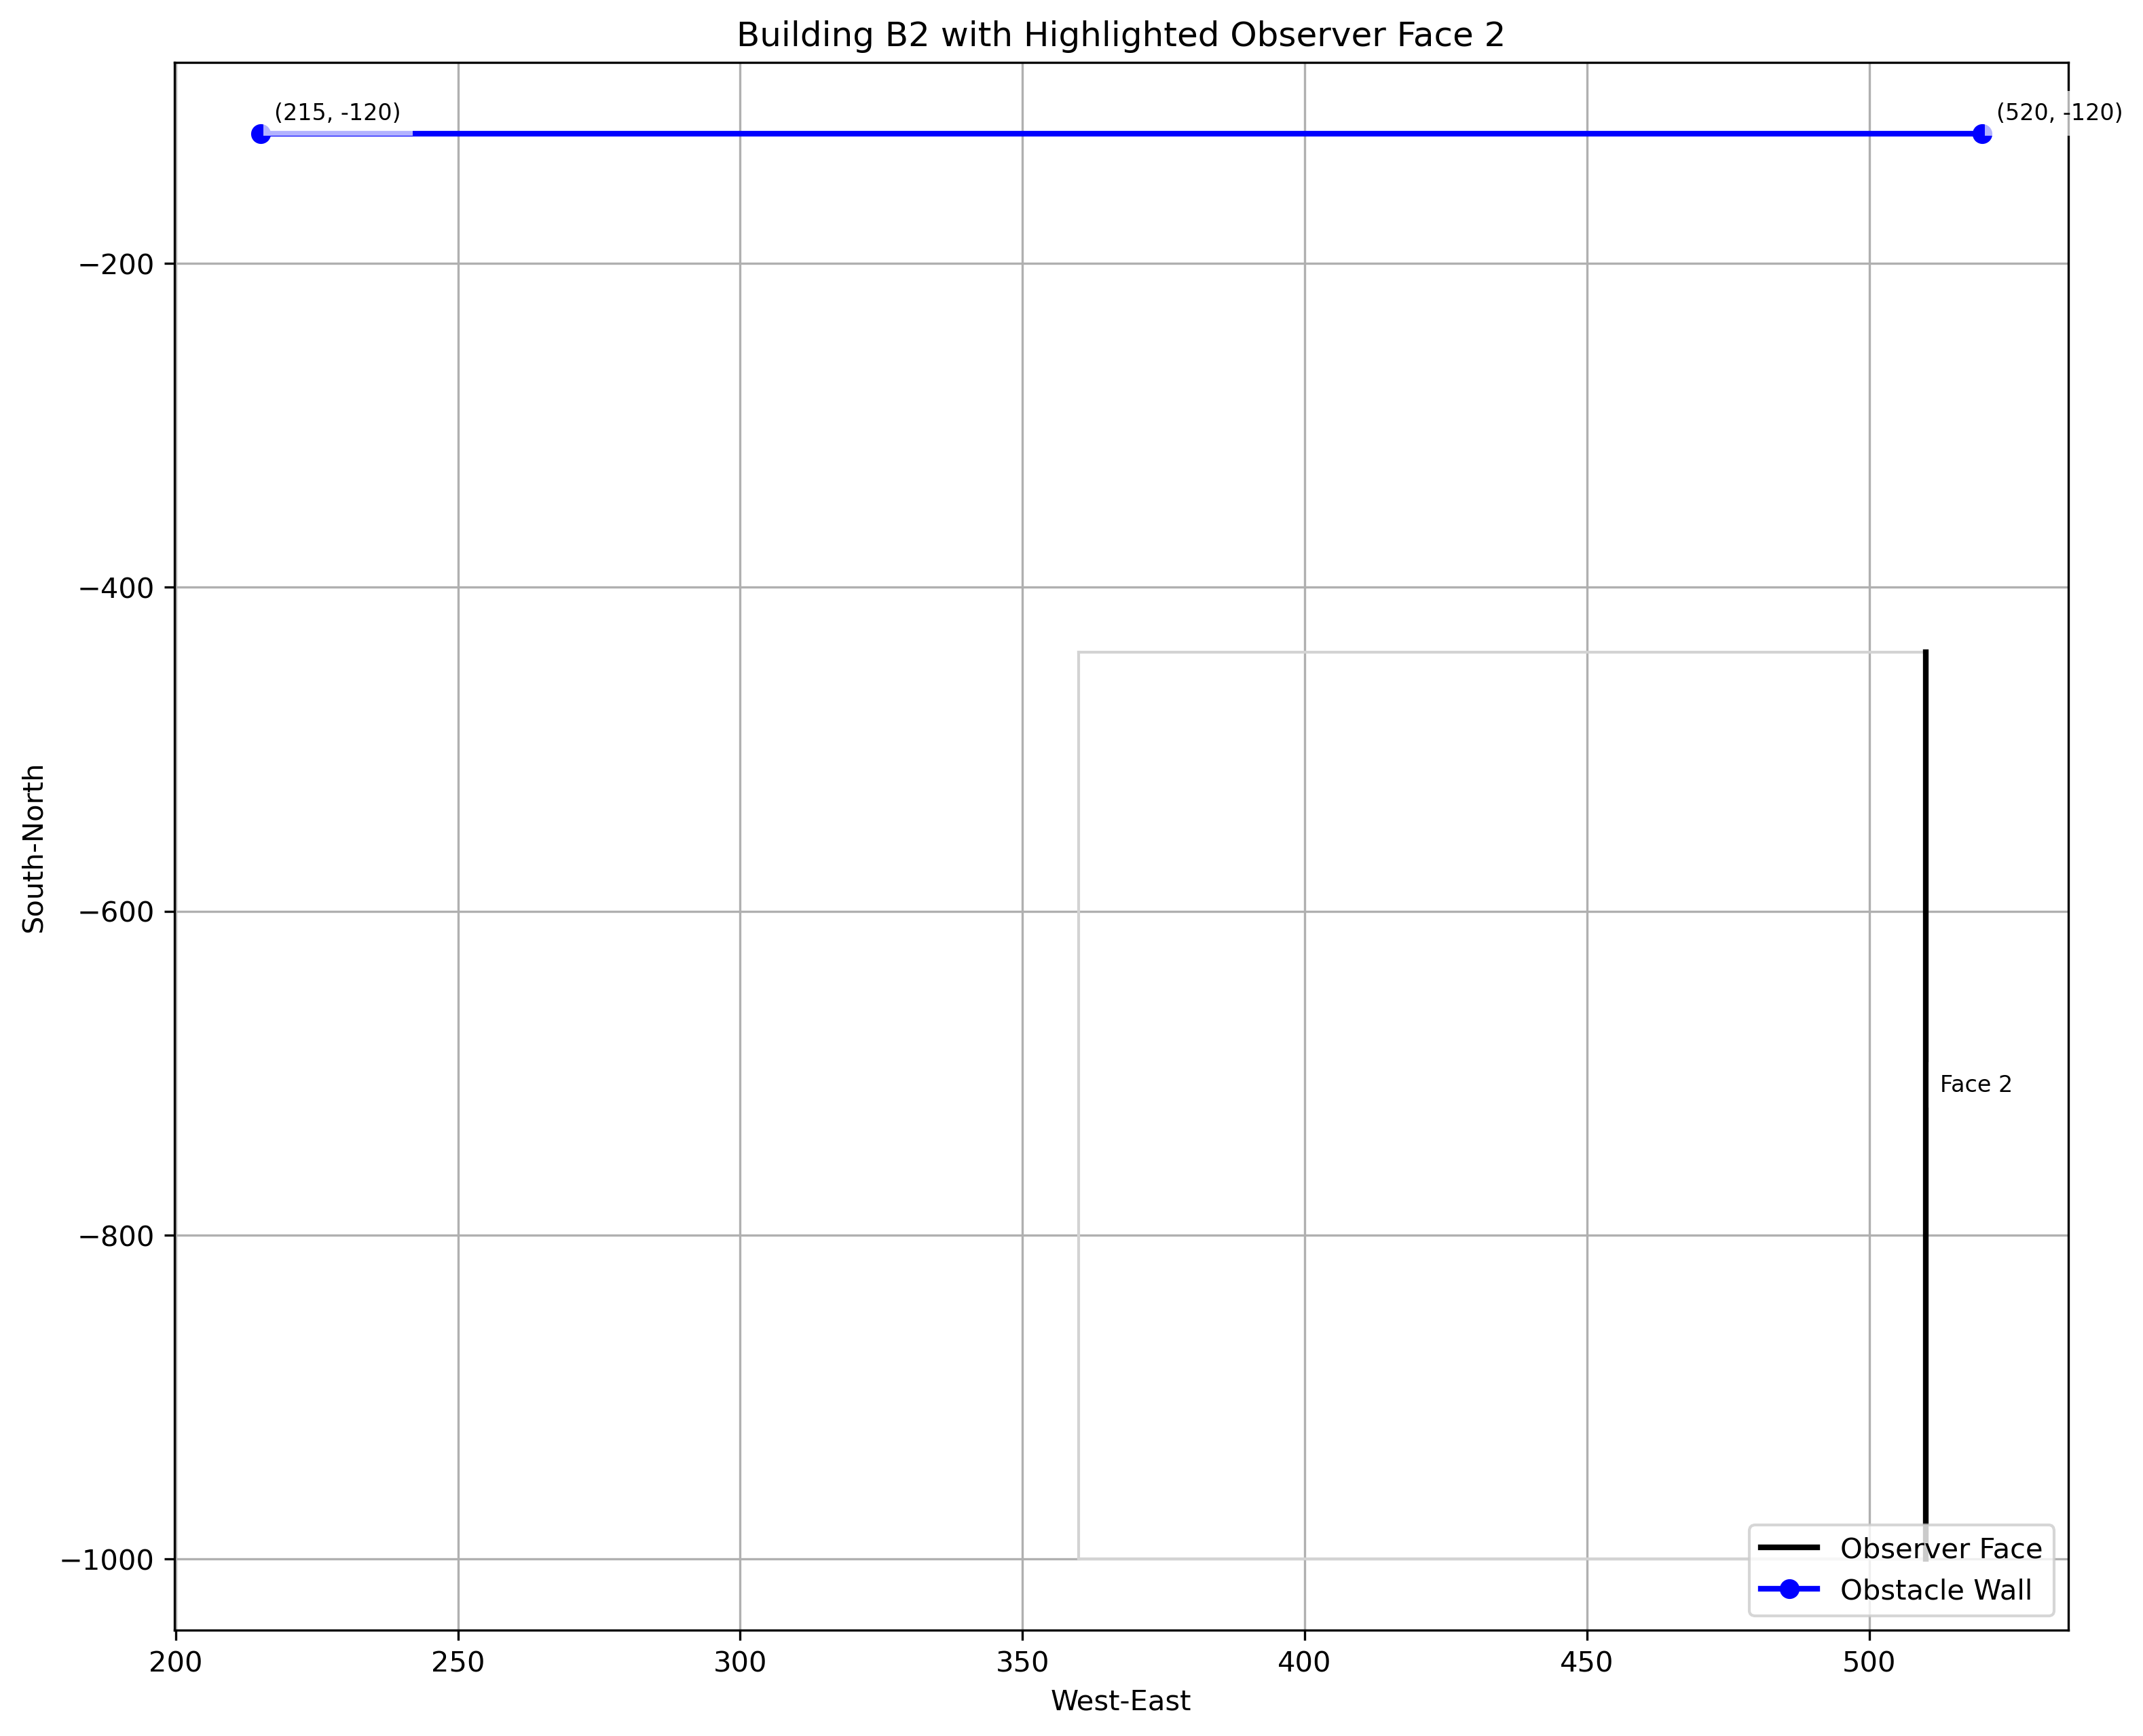 Building B2 with Highlighted Observer Face 2
(215, -120)
(520, -120)
−200
−400
−600
−800
−1000
South-North
Face 2
Observer Face
Obstacle Wall
200
250
300
350
400
450
500
West-East